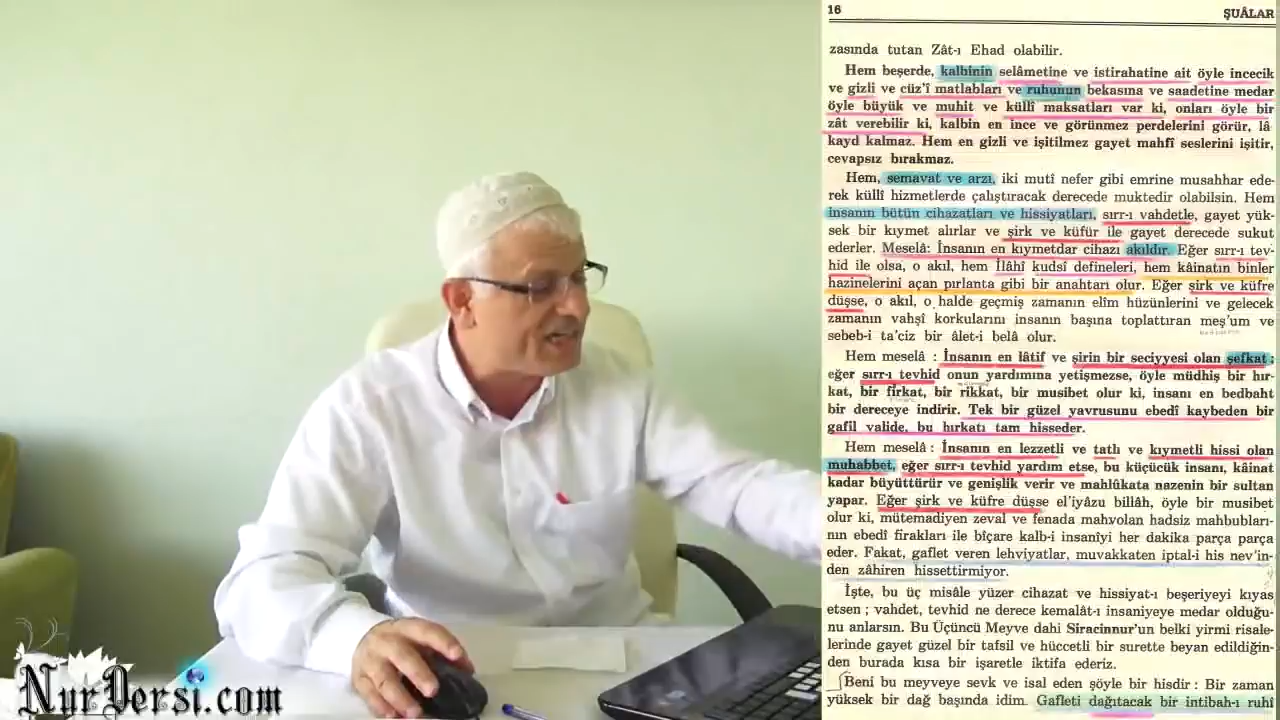 16
ŞUÂLAR
zasında tutan Zât-ı Ehad olabilir.
Hem beşerde, kalbinin selâmetine ve istirahatine ait öyle incecik
ve gizli ve cüz'î matlabları ve ruhunun bekasına ve saadetine medar
öyle büyük ve muhit ve küllî maksatları var ki, onları öyle bir
zât verebilir ki, kalbin en ince ve görünmez perdelerini görür, lâ
kayd kalmaz. Hem en gizli ve işitilmez gayet mahfî seslerini işitir,
cevapsız bırakmaz.
Hem, semavat ve arzı, iki mutî nefer gibi emrine musahhar ede-
rek küllî hizmetlerde çalıştıracak derecede muktedir olabilsin. Hem
insanın bütün cihazatları ve hissiyatları, sırr-ı vahdetle, gayet yük-
sek bir kıymet alırlar ve şirk ve küfür ile gayet derecede sukut
ederler. Meselâ: İnsanın en kıymetdar cihazı akıldır. Eğer sırr-ı tev-
hid ile olsa, o akıl, hem İlâhî kudsî defineleri, hem kâinatın binler
hazinelerini açan pırlanta gibi bir anahtarı olur. Eğer şirk ve küfre
düşse, o akıl, o halde geçmiş zamanın elîm hüzünlerini ve gelecek
zamanın vahşî korkularını insanın başına toplattıran meş'um ve
sebeb-i ta'ciz bir âlet-i belâ olur.
Hem meselâ : İnsanın en lâtif ve şirin bir seciyyesi olan şefkat;
eğer sırr-ı tevhid onun yardımına yetişmezse, öyle müdhiş bir hır-
kat, bir firkat, bir rikkat, bir musibet olur ki, insanı en bedbaht
bir dereceye indirir. Tek bir güzel yavrusunu ebedî kaybeden bir
gafil valide, bu hırkatı tam hisseder.
Hem meselâ : İnsanın en lezzetli ve tatlı ve kıymetli hissi olan
muhabbet, eğer sırr-ı tevhid yardım etse, bu küçücük insanı, kâinat
kadar büyüttürür ve genişlik verir ve mahlûkata nazenin bir sultan
yapar. Eğer şirk ve küfre düşse el'iyâzu billâh, öyle bir musibet
olur ki, mütemadiyen zeval ve fenada mahvolan hadsiz mahbubları-
nın ebedî firakları ile bîçare kalb-i insaniyi her dakika parça parça
eder. Fakat, gaflet veren lehviyatlar, muvakkaten iptal-i his nev'in-
den zâhiren hissettirmiyor.
İşte, bu üç misâle yüzer cihazat ve hissiyat-ı beşeriyeyi kıyas
etsen ; vahdet, tevhid ne derece kemalât-ı insaniyeye medar olduğu-
nu anlarsın. Bu Üçüncü Meyve dahi Siracinnur'un belki yirmi risale-
lerinde gayet güzel bir tafsil ve hüccetli bir surette beyan edildiğin-
den burada kısa bir işaretle iktifa ederiz.
Beni bu meyveye sevk ve isal eden şöyle bir hisdir : Bir zaman
yüksek bir dağ başında idim. Gafleti dağıtacak bir intibah-ı ruhî
NurDersi.com